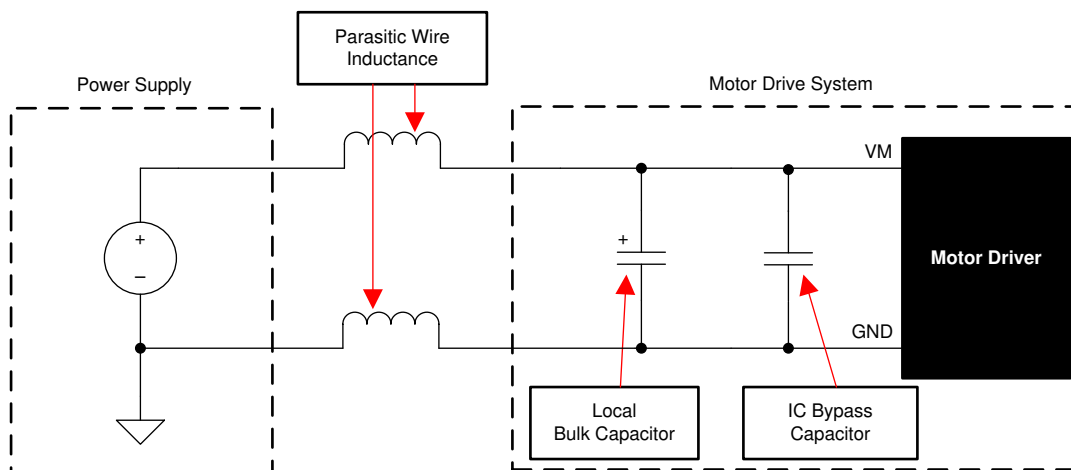 Parasitic Wire
Inductance
Power Supply
Motor Drive System
VM
+
–
+
Motor Driver
GND
Local
Bulk Capacitor
IC Bypass
Capacitor